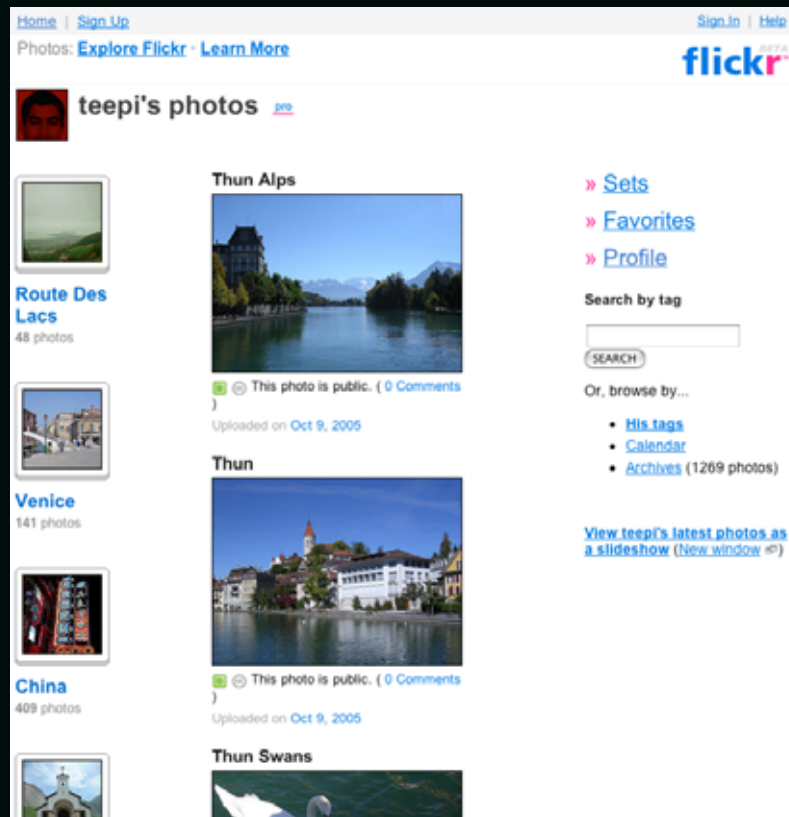 Home | Sign Up
Sign In | Help
Photos: Explore Flickr · Learn More
flickr BETA
teepi's photos pro
Route Des
Lacs
48 photos
Venice
141 photos
China
409 photos
Thun Alps
This photo is public. ( 0 Comments
)
Uploaded on Oct 9, 2005
Thun
This photo is public. ( 0 Comments
)
Uploaded on Oct 9, 2005
Thun Swans
» Sets
» Favorites
» Profile
Search by tag
SEARCH
Or, browse by...
• His tags
• Calendar
• Archives (1269 photos)
View teepi's latest photos as
a slideshow (New window)